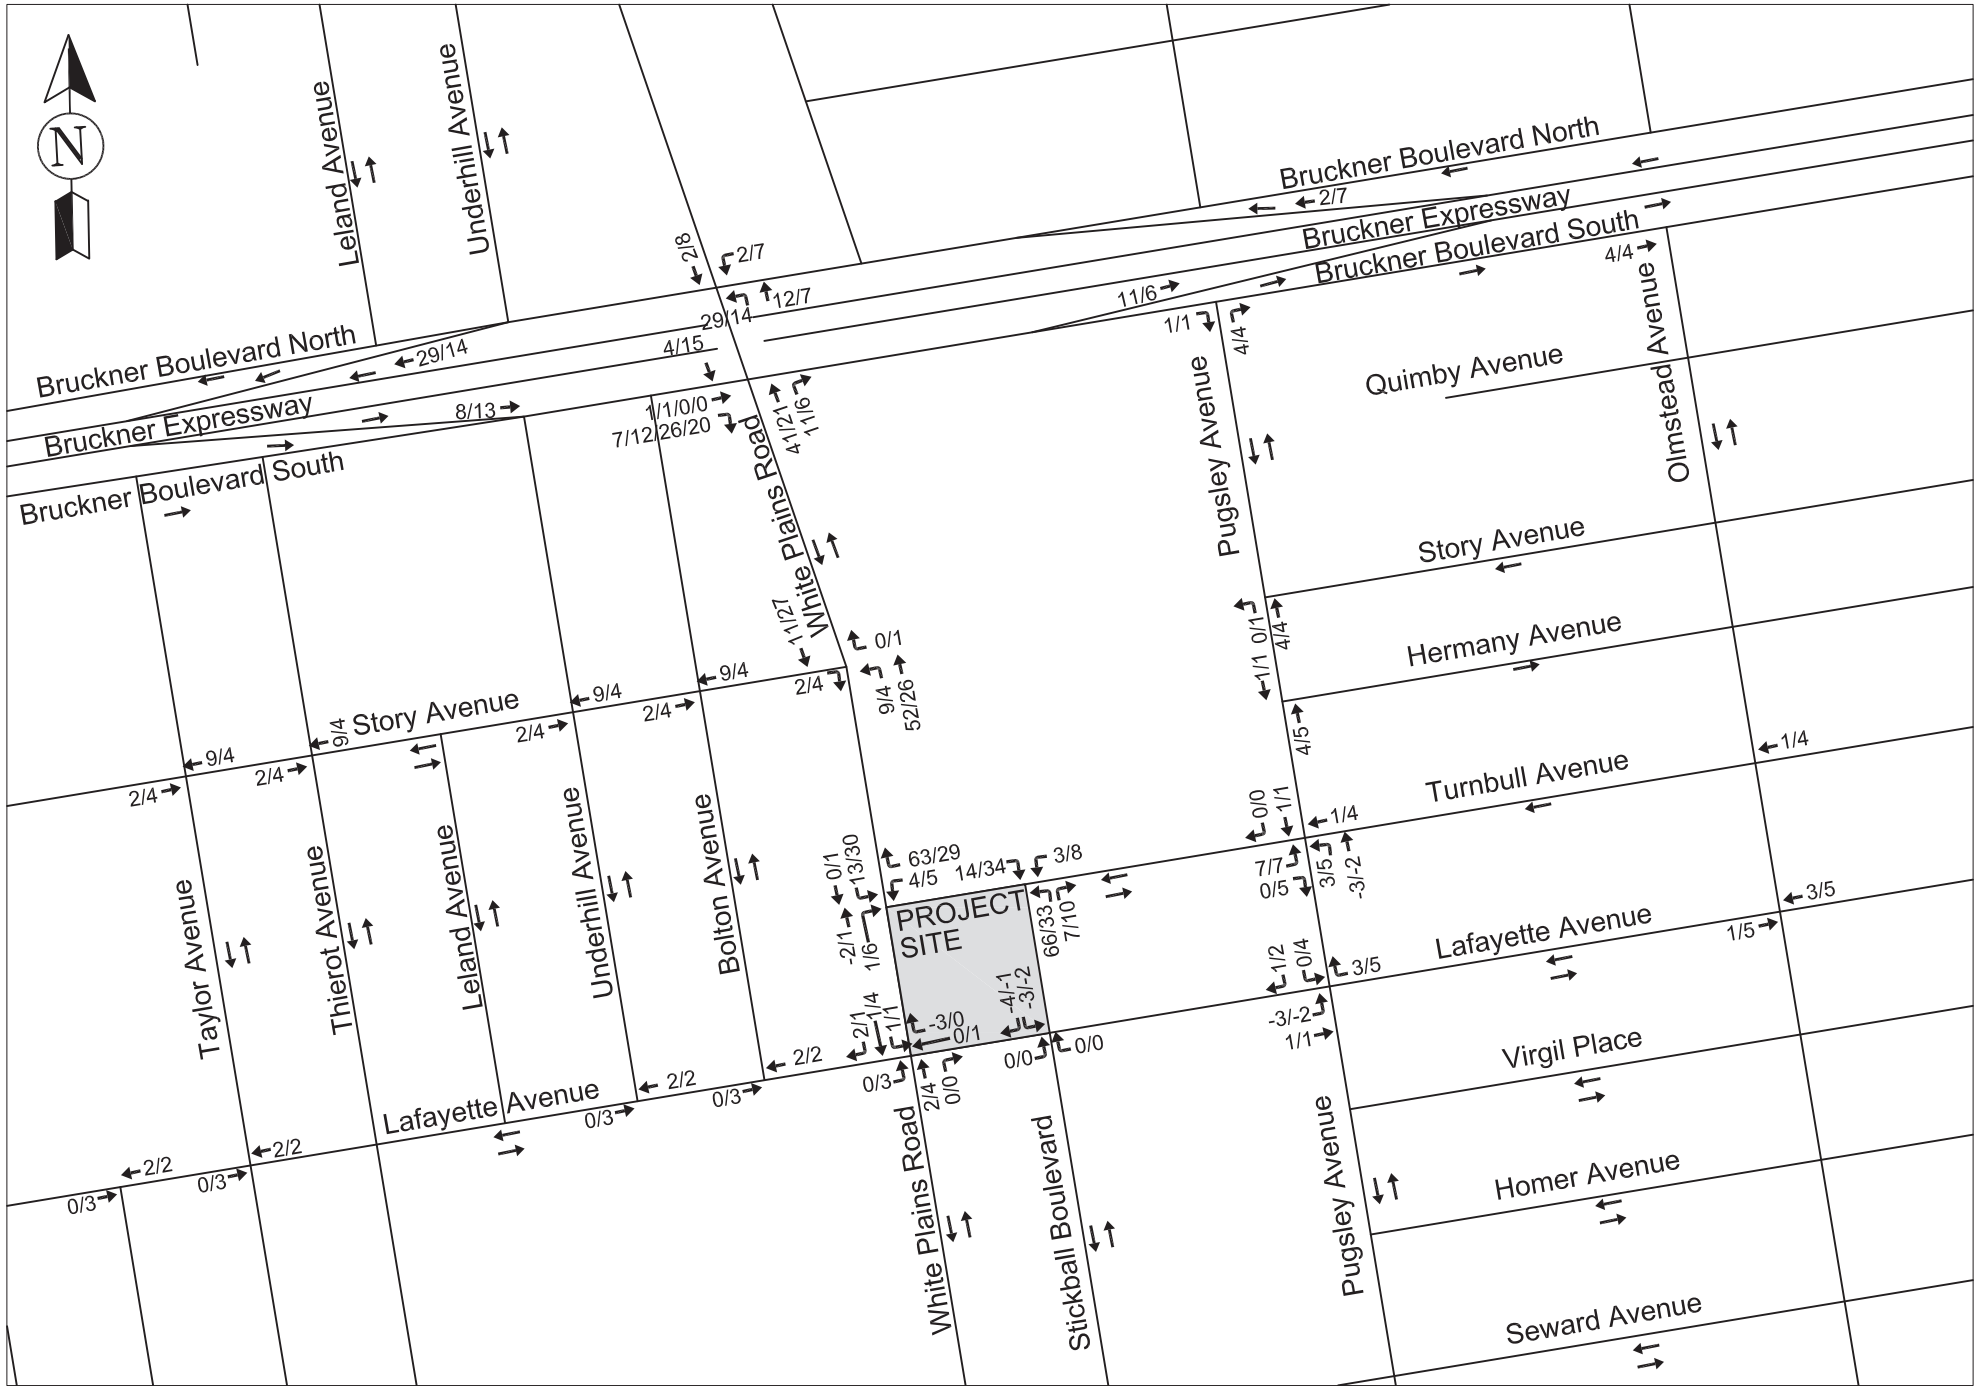 N
Leland Avenue
Underhill Avenue
Bruckner Boulevard North
2/7
Bruckner Expressway
Bruckner Boulevard South
4/4
2/8
2/7
12/7
29/14
11/6
1/1
4/4
4/15
29/14
Bruckner Boulevard North
Bruckner Expressway
8/13
1/1/0/0
7/12/26/20
41/21
11/6
Bruckner Boulevard South
White Plains Road
Pugsley Avenue
Quimby Avenue
Olmstead Avenue
Story Avenue
11/27
0/1
2/4
9/4
52/26
0/1
1/1
4/4
Hermany Avenue
4/5
9/4
2/4
9/4
2/4
Story Avenue
9/4
2/4
9/4
2/4
1/4
Turnbull Avenue
0/0
1/1
1/4
7/7
0/5
3/5
-3/-2
Taylor Avenue
Thierot Avenue
Leland Avenue
Underhill Avenue
Bolton Avenue
0/1
13/30
63/29
4/5
14/34
3/8
-2/1
1/6
PROJECT
SITE
66/33
7/10
3/5
1/5
Lafayette Avenue
1/2
0/4
3/5
-3/-2
1/1
2/1
1/4
1/1
-3/0
0/1
-4/-1
-3/-2
0/0
0/0
0/3
2/4
0/0
2/2
0/3
2/2
0/3
Lafayette Avenue
2/2
0/3
2/2
0/3
White Plains Road
Stickball Boulevard
Pugsley Avenue
Virgil Place
Homer Avenue
Seward Avenue